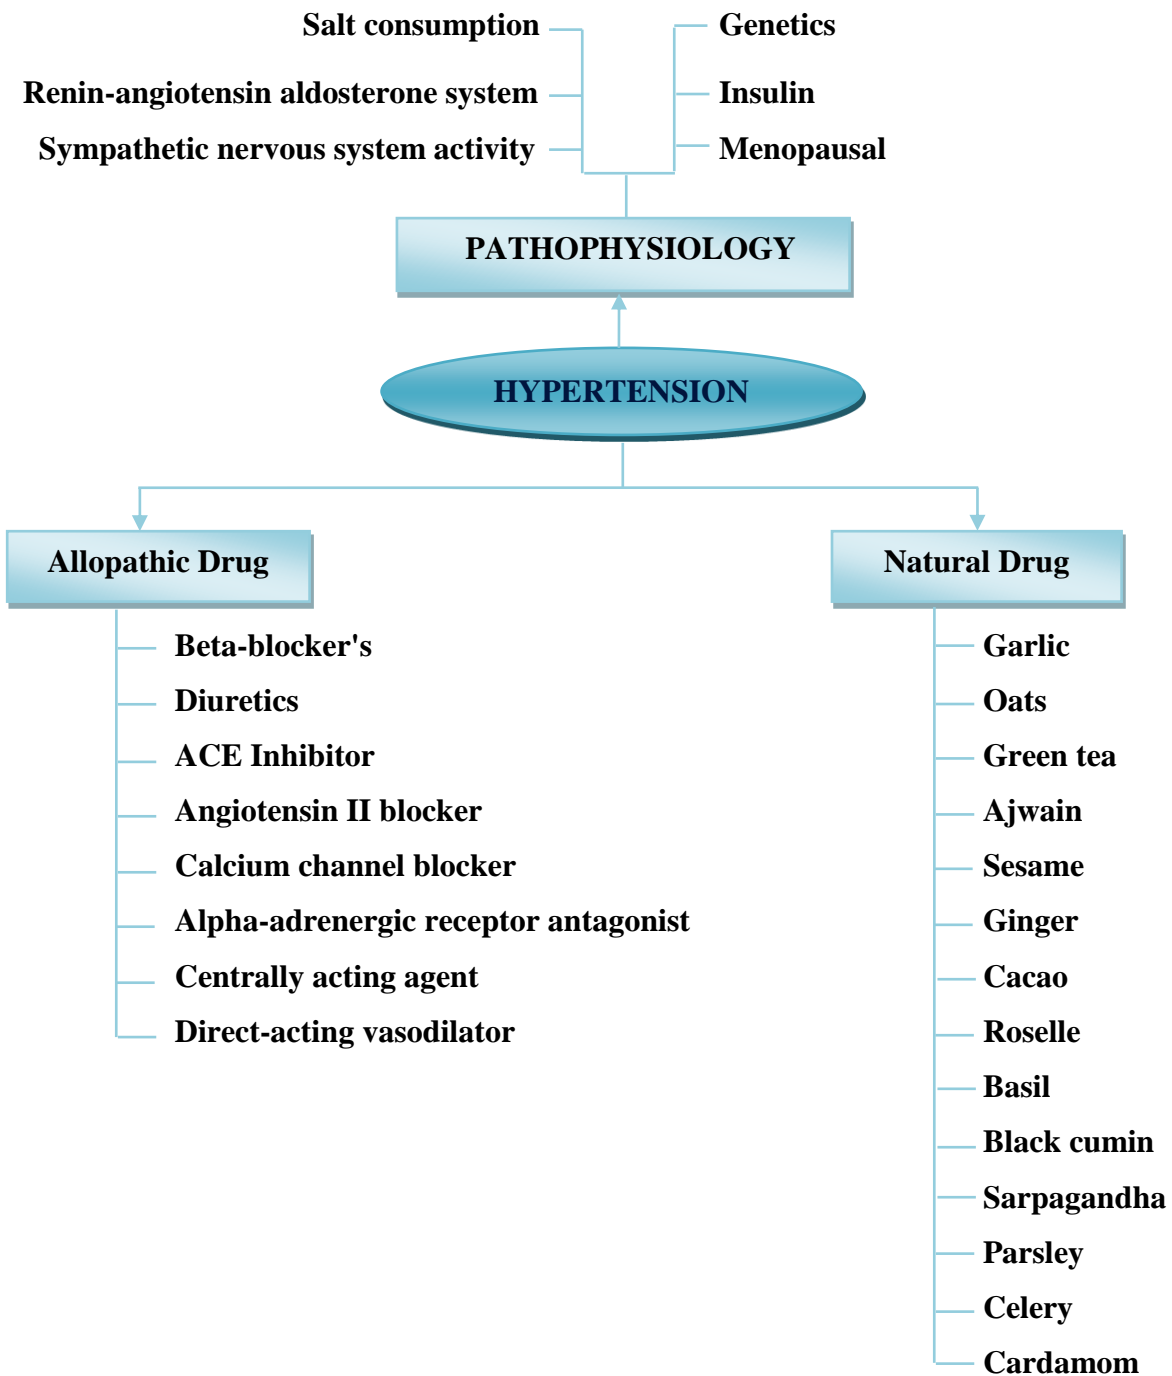 Salt consumption
Renin-angiotensin aldosterone system
Sympathetic nervous system activity
Genetics
Insulin
Menopausal
PATHOPHYSIOLOGY
HYPERTENSION
Allopathic Drug
Beta-blocker's
Diuretics
ACE Inhibitor
Angiotensin II blocker
Calcium channel blocker
Alpha-adrenergic receptor antagonist
Centrally acting agent
Direct-acting vasodilator
Natural Drug
Garlic
Oats
Green tea
Ajwain
Sesame
Ginger
Cacao
Roselle
Basil
Black cumin
Sarpagandha
Parsley
Celery
Cardamom